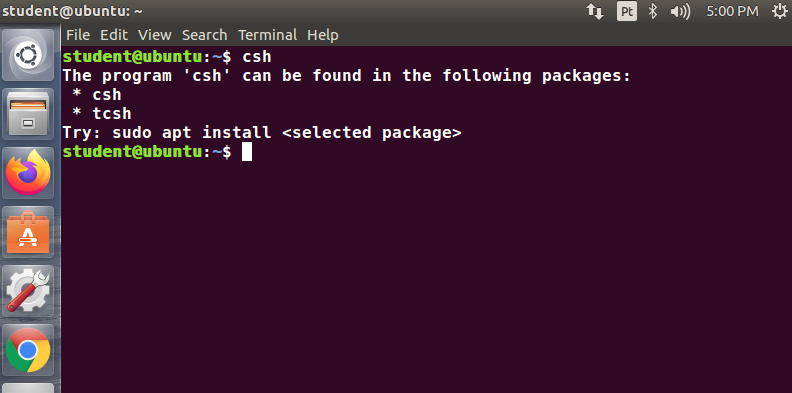 student@ubuntu: ~
Pt
5:00 PM
File Edit View Search Terminal Help
student@ubuntu:~$ csh
The program 'csh' can be found in the following packages:
 * csh
 * tcsh
Try: sudo apt install <selected package>
student@ubuntu:~$